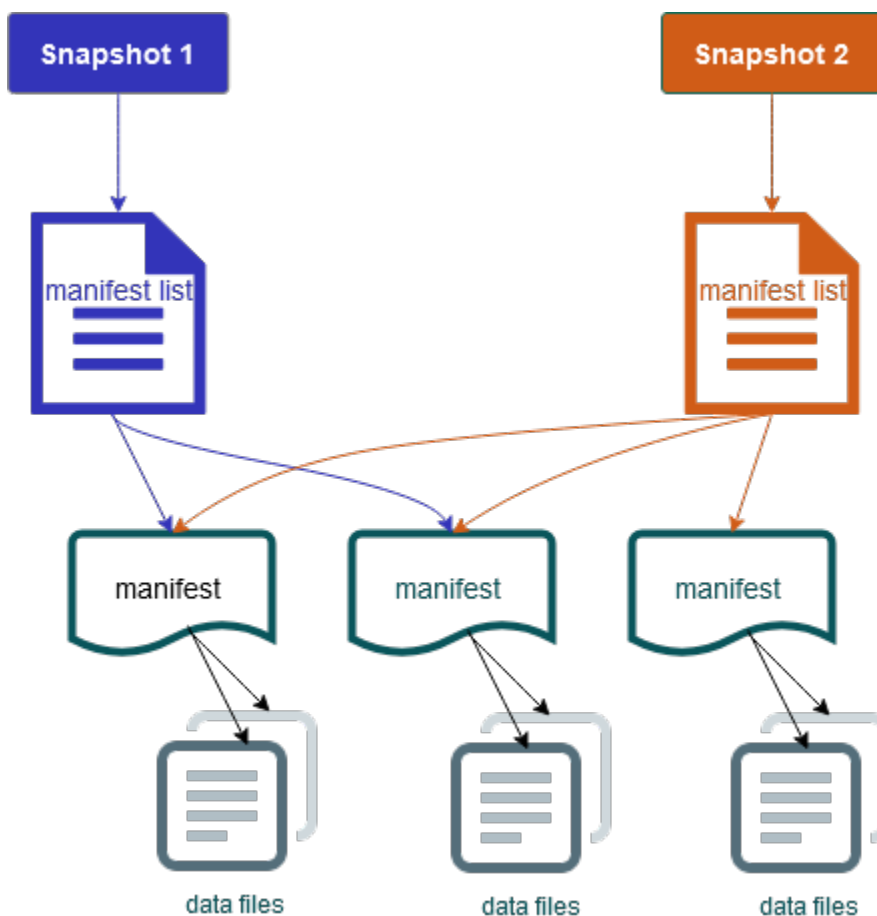 Snapshot 1
Snapshot 2
manifest list
manifest list
manifest
manifest
manifest
data files
data files
data files